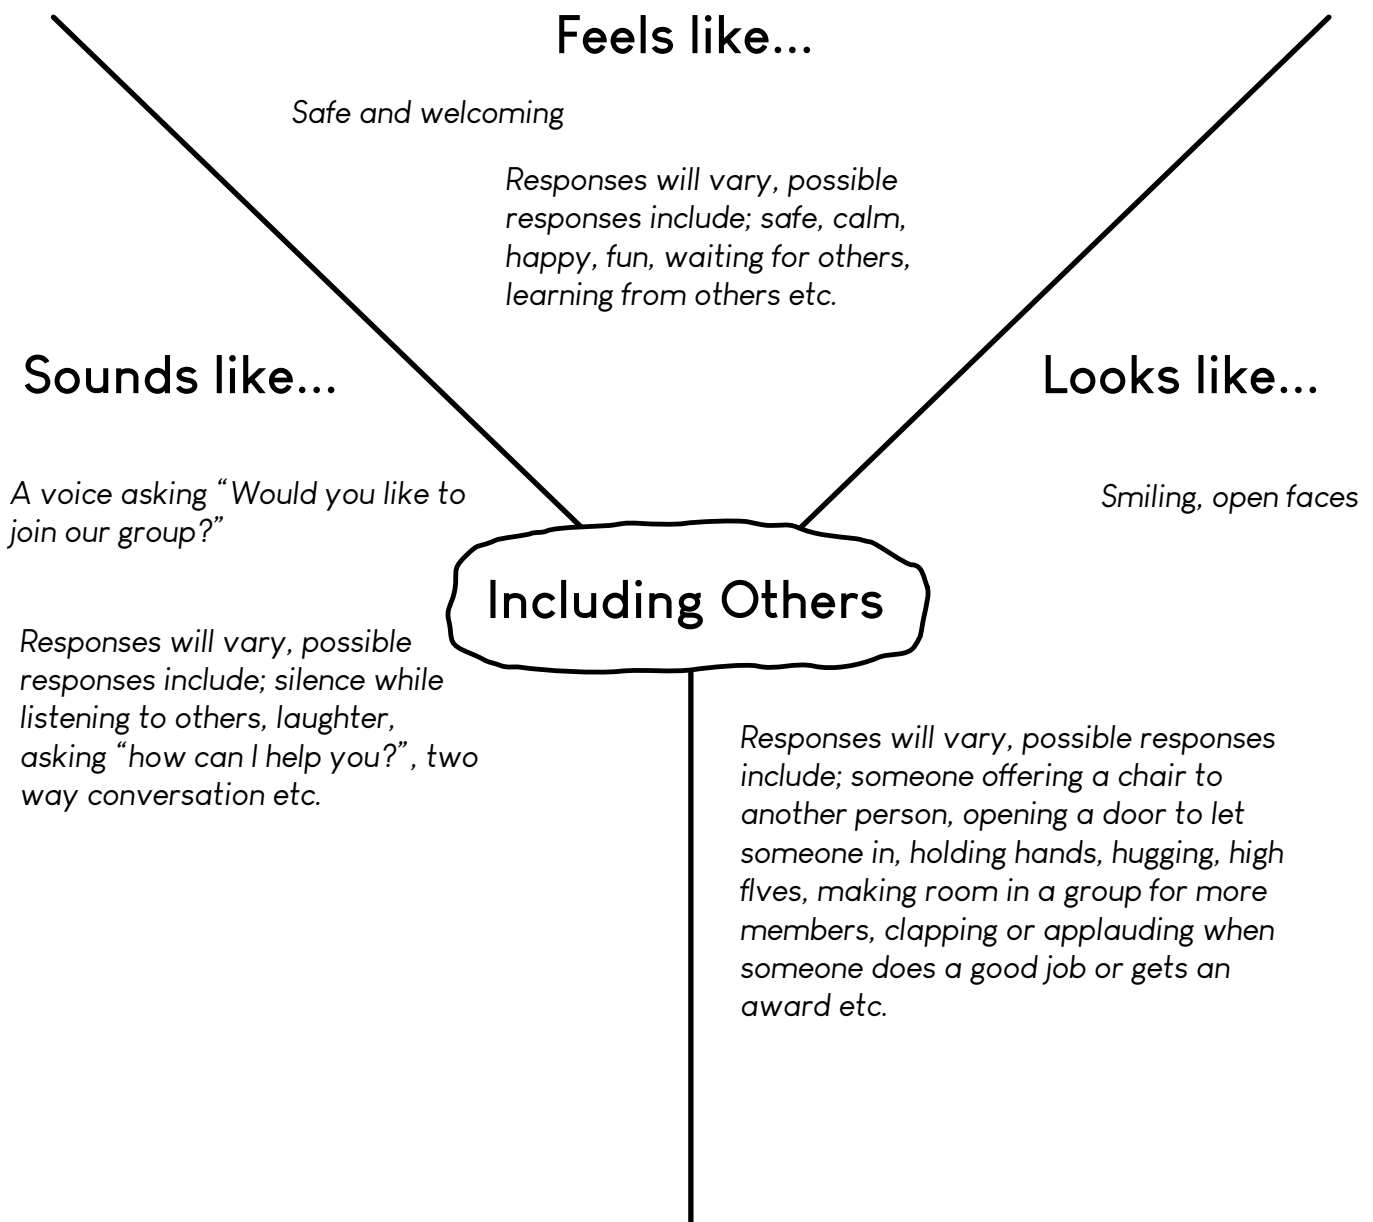 Feels like...
Safe and welcoming
Responses will vary, possible
responses include; safe, calm,
happy, fun, waiting for others,
learning from others etc.
Sounds like...
A voice asking “Would you like to
join our group?”
Responses will vary, possible
responses include; silence while
listening to others, laughter,
asking “how can I help you?”, two
way conversation etc.
Including Others
Looks like...
Smiling, open faces
Responses will vary, possible responses
include; someone offering a chair to
another person, opening a door to let
someone in, holding hands, hugging, high
flves, making room in a group for more
members, clapping or applauding when
someone does a good job or gets an
award etc.